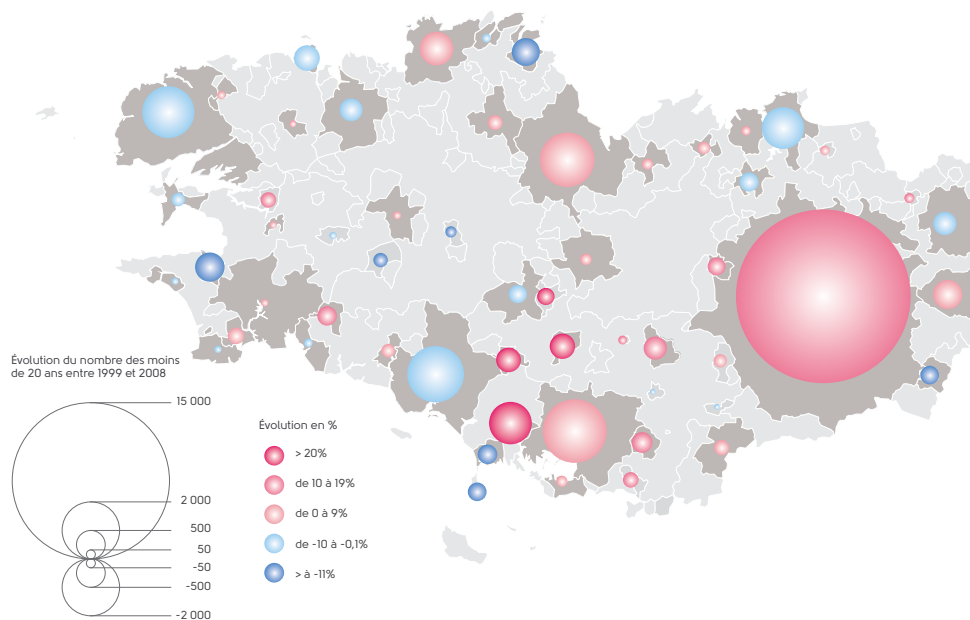 Évolution du nombre des moins
de 20 ans entre 1999 et 2008
15 000
2 000
500
50
-50
-500
-2 000
Évolution en %
> 20%
de 10 à 19%
de 0 à 9%
de -10 à -0,1%
> à -11%